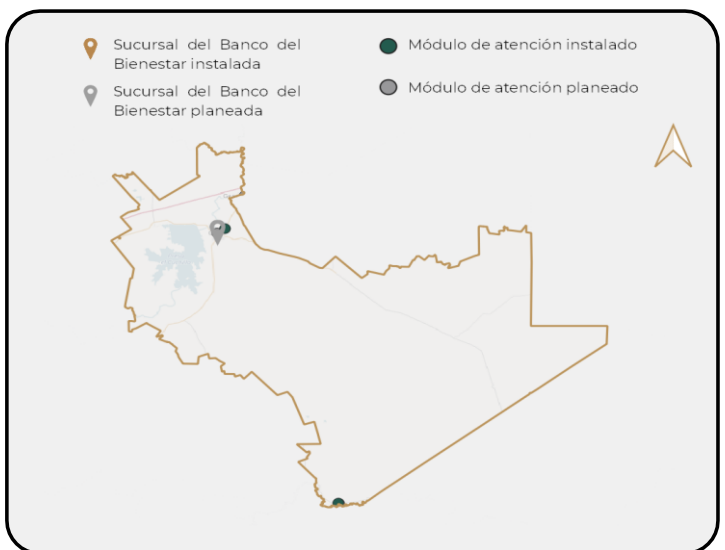 Sucursal del Banco del
Bienestar instalada
Sucursal del Banco del
Bienestar planeada
Módulo de atención instalado
Módulo de atención planeado